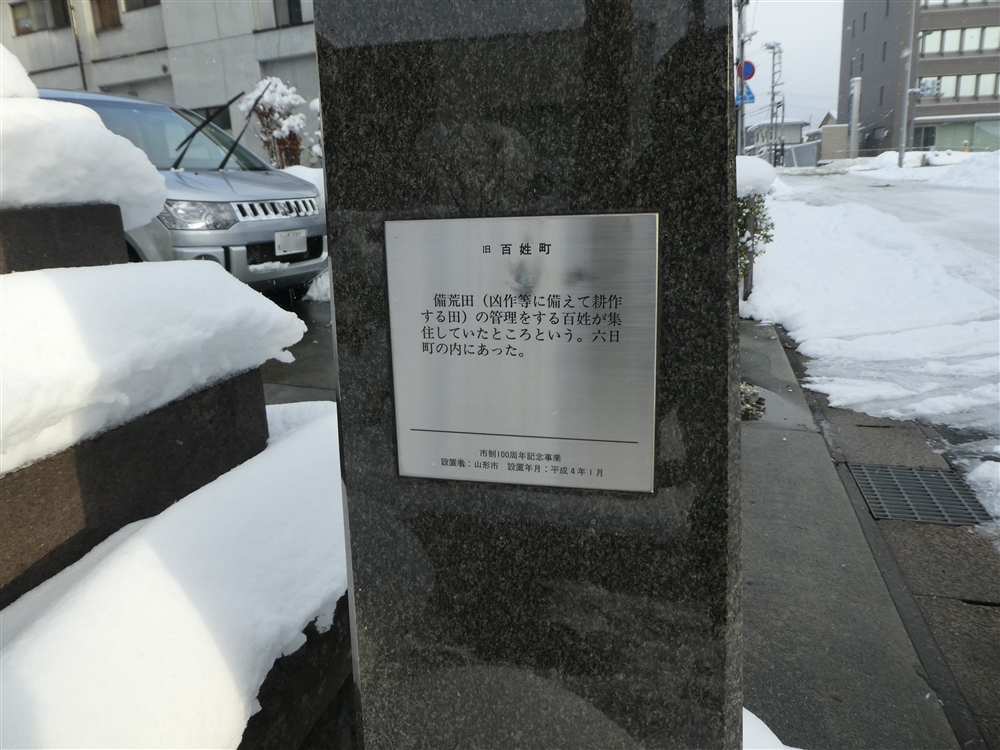 旧 百姓町
備荒田（凶作等に備えて耕作
する田）の管理をする百姓が集
住していたところという。六日
町の内にあった。
市制100周年記念事業
設置者：山形市 設置年月：平成4年1月